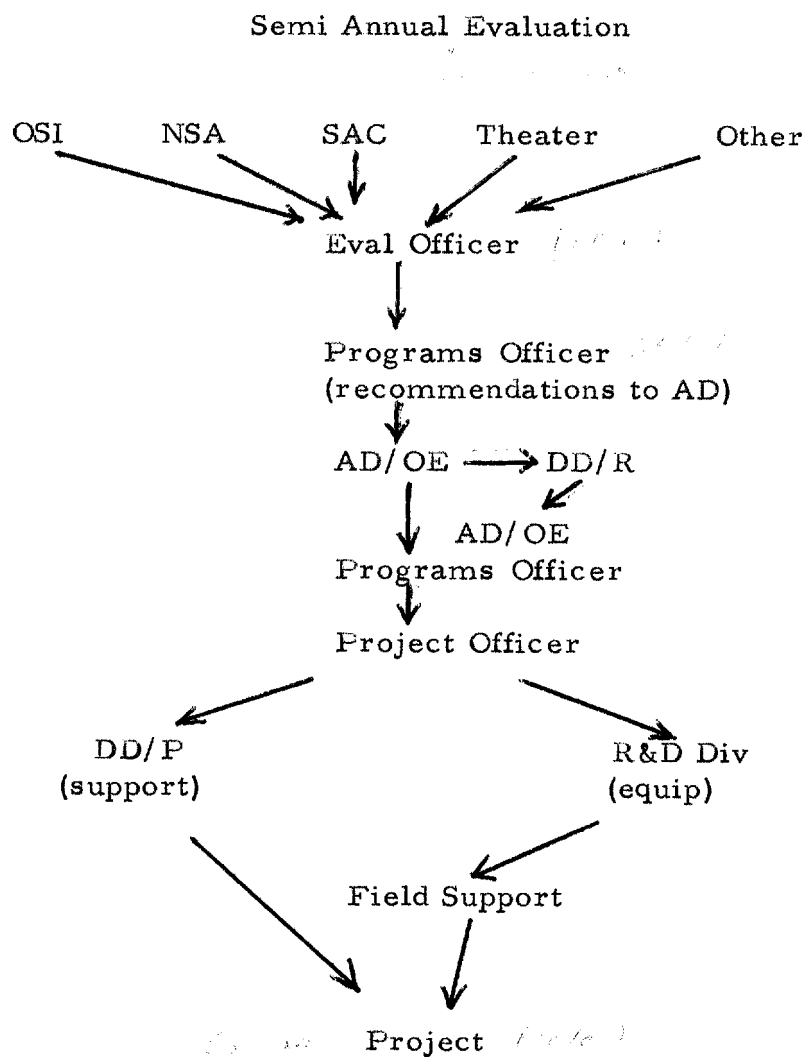 Semi Annual Evaluation
OSI NSA SAC Theater Other
Eval Officer
Programs Officer
(recommendations to AD)
AD/OE DD/R
AD/OE
Programs Officer
Project Officer
DD/P R&D Div
(support) (equip)
Field Support
Project